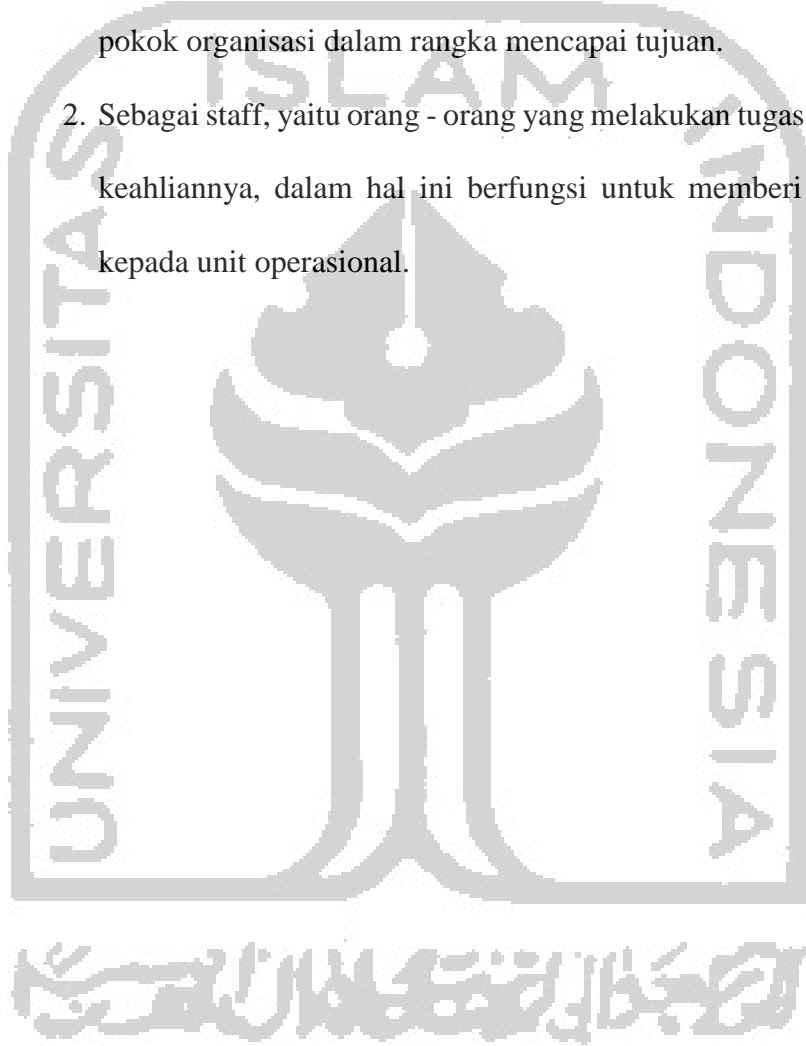 pokok organisasi dalam rangka mencapai tujuan.
2. Sebagai staff, yaitu orang - orang yang melakukan tugas
keahliannya, dalam hal ini berfungsi untuk memberi
kepada unit operasional.
ISLAM
UNIVERSITAS
INDONESIA